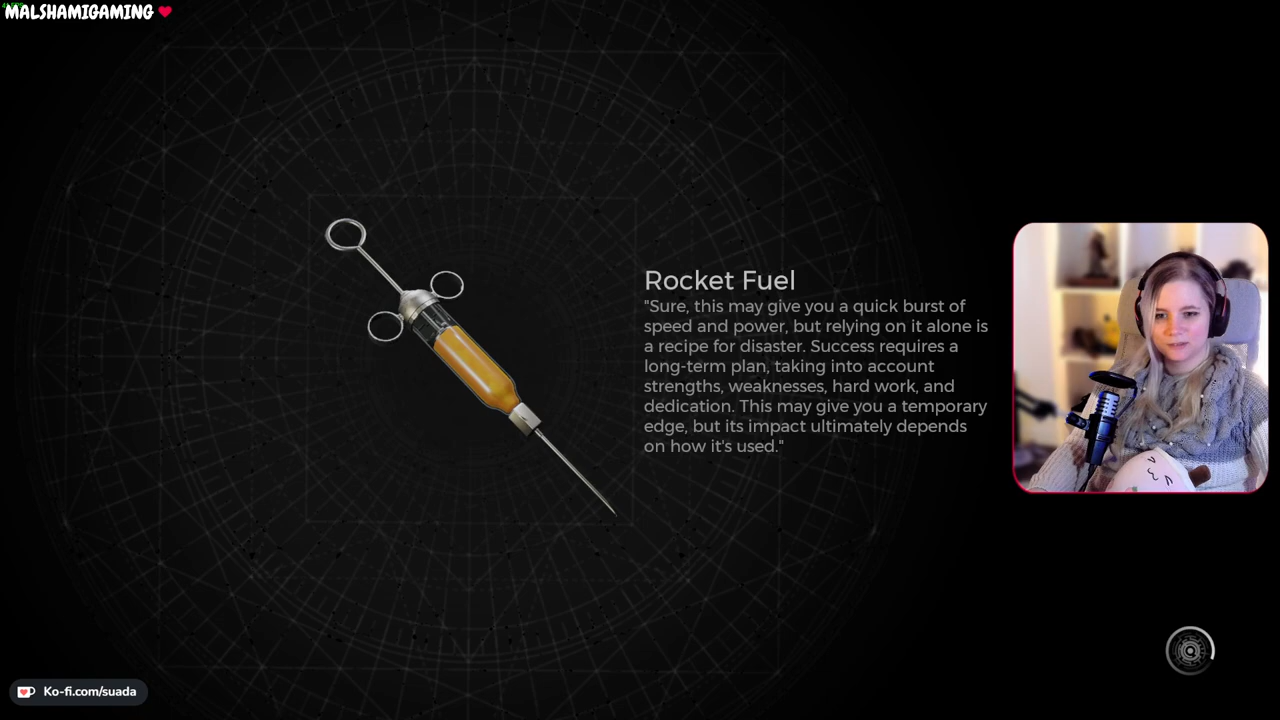 MALSHAMIGAMING
Rocket Fuel
"Sure, this may give you a quick burst of
speed and power, but relying on it alone is
a recipe for disaster. Success requires a
long-term plan, taking into account
strengths, weaknesses, hard work, and
dedication. This may give you a temporary
edge, but its impact ultimately depends
on how it's used."
Ko-fi.com/suada